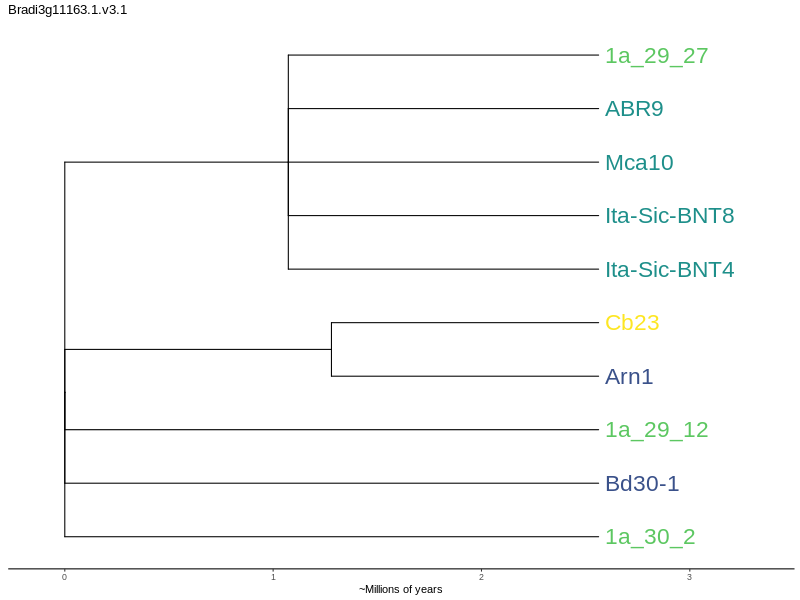 Bradi3g11163.1.v3.1
1a_29_27
ABR9
Mca10
Ita-Sic-BNT8
Ita-Sic-BNT4
Cb23
Arn1
1a_29_12
Bd30-1
1a_30_2
0 1 2 3
~Millions of years